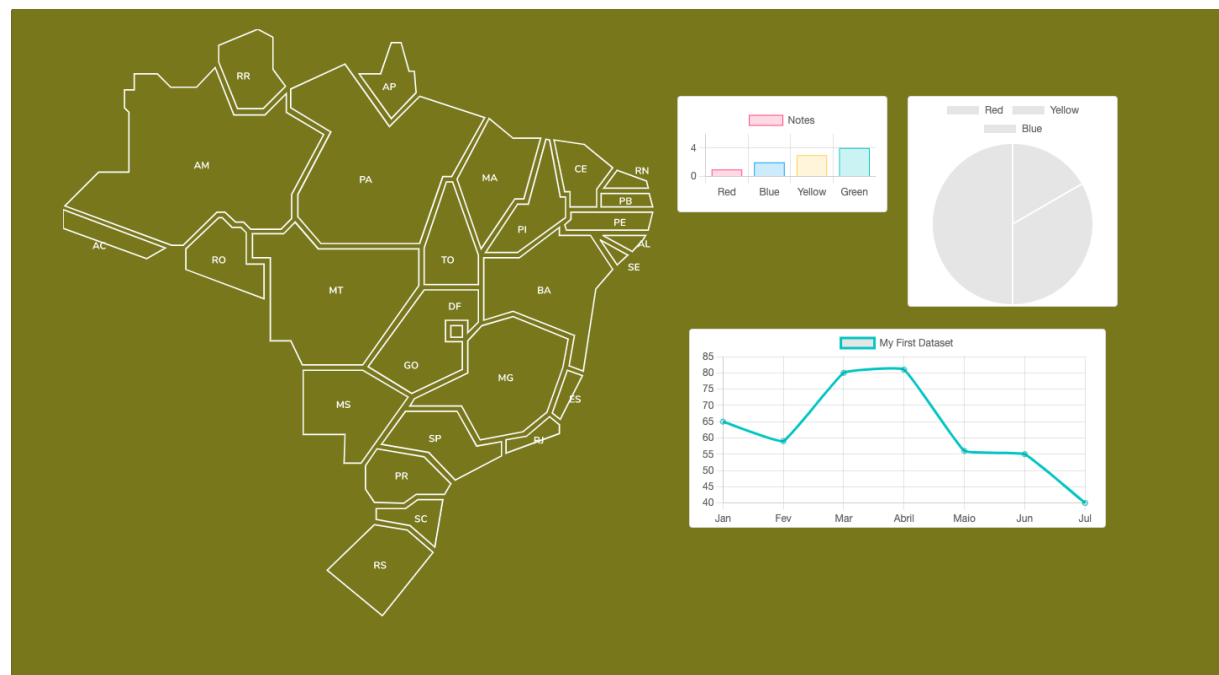 RR
AP
AM
PA
MA
CE
RN
PB
PE
PI
AL
SE
AC
RO
TO
BA
MT
DF
GO
MG
MS
ES
SP
RJ
PR
SC
RS
Notes
4
0
Red Blue Yellow Green
Red Yellow
Blue
My First Dataset
85
80
75
70
65
60
55
50
45
40
Jan Fev Mar Abril Maio Jun Jul